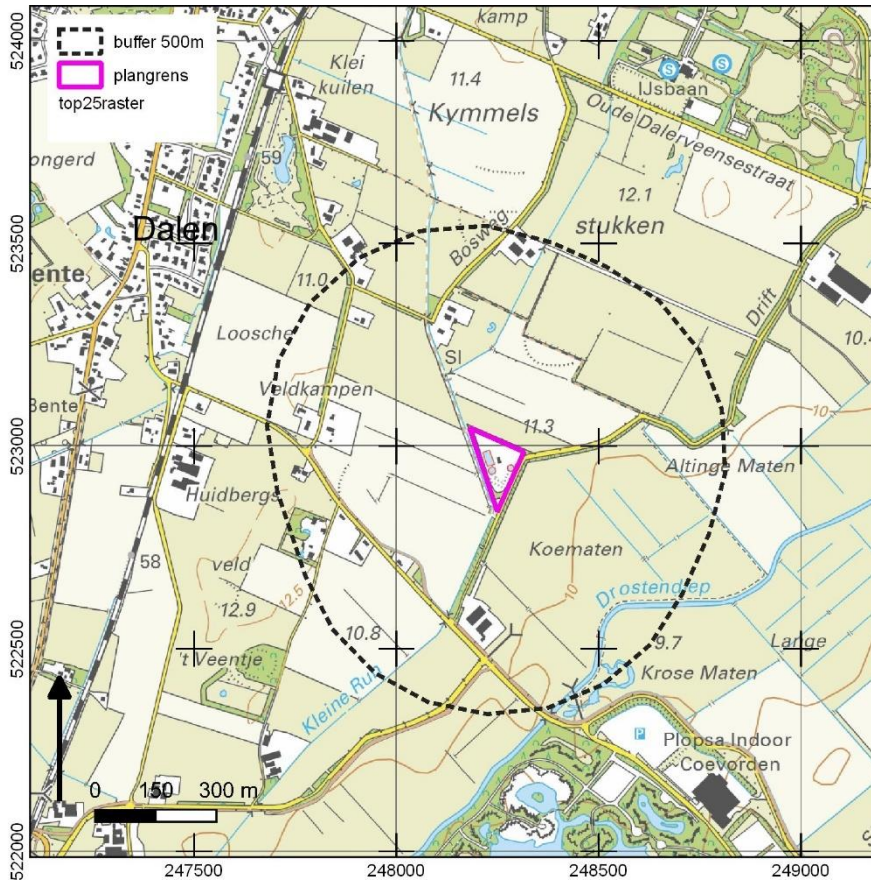 524000
523500
523000
522500
522000
buffer 500m
plangrens
top25raster
kamp
Klei
kuilen
11.4
Kymmels
IJsbaan
S
S
Oude Dalerveensestraat
ongerd
59
12.1
stukken
Dalen
Bosweg
ente
11.0
Drift
Loosche
10.4
Sl
Veldkampen
Bente
11.3
10
Altinge Maten
Huidbergs
Koematen
58
veld
10
Drostendiep
12.9
12.5
10.8
9.7
Lange
't Veentje
Krose Maten
Kleine Run
P
Plopsa Indoor
Coevorden
0 150 300 m
247500
248000
248500
249000